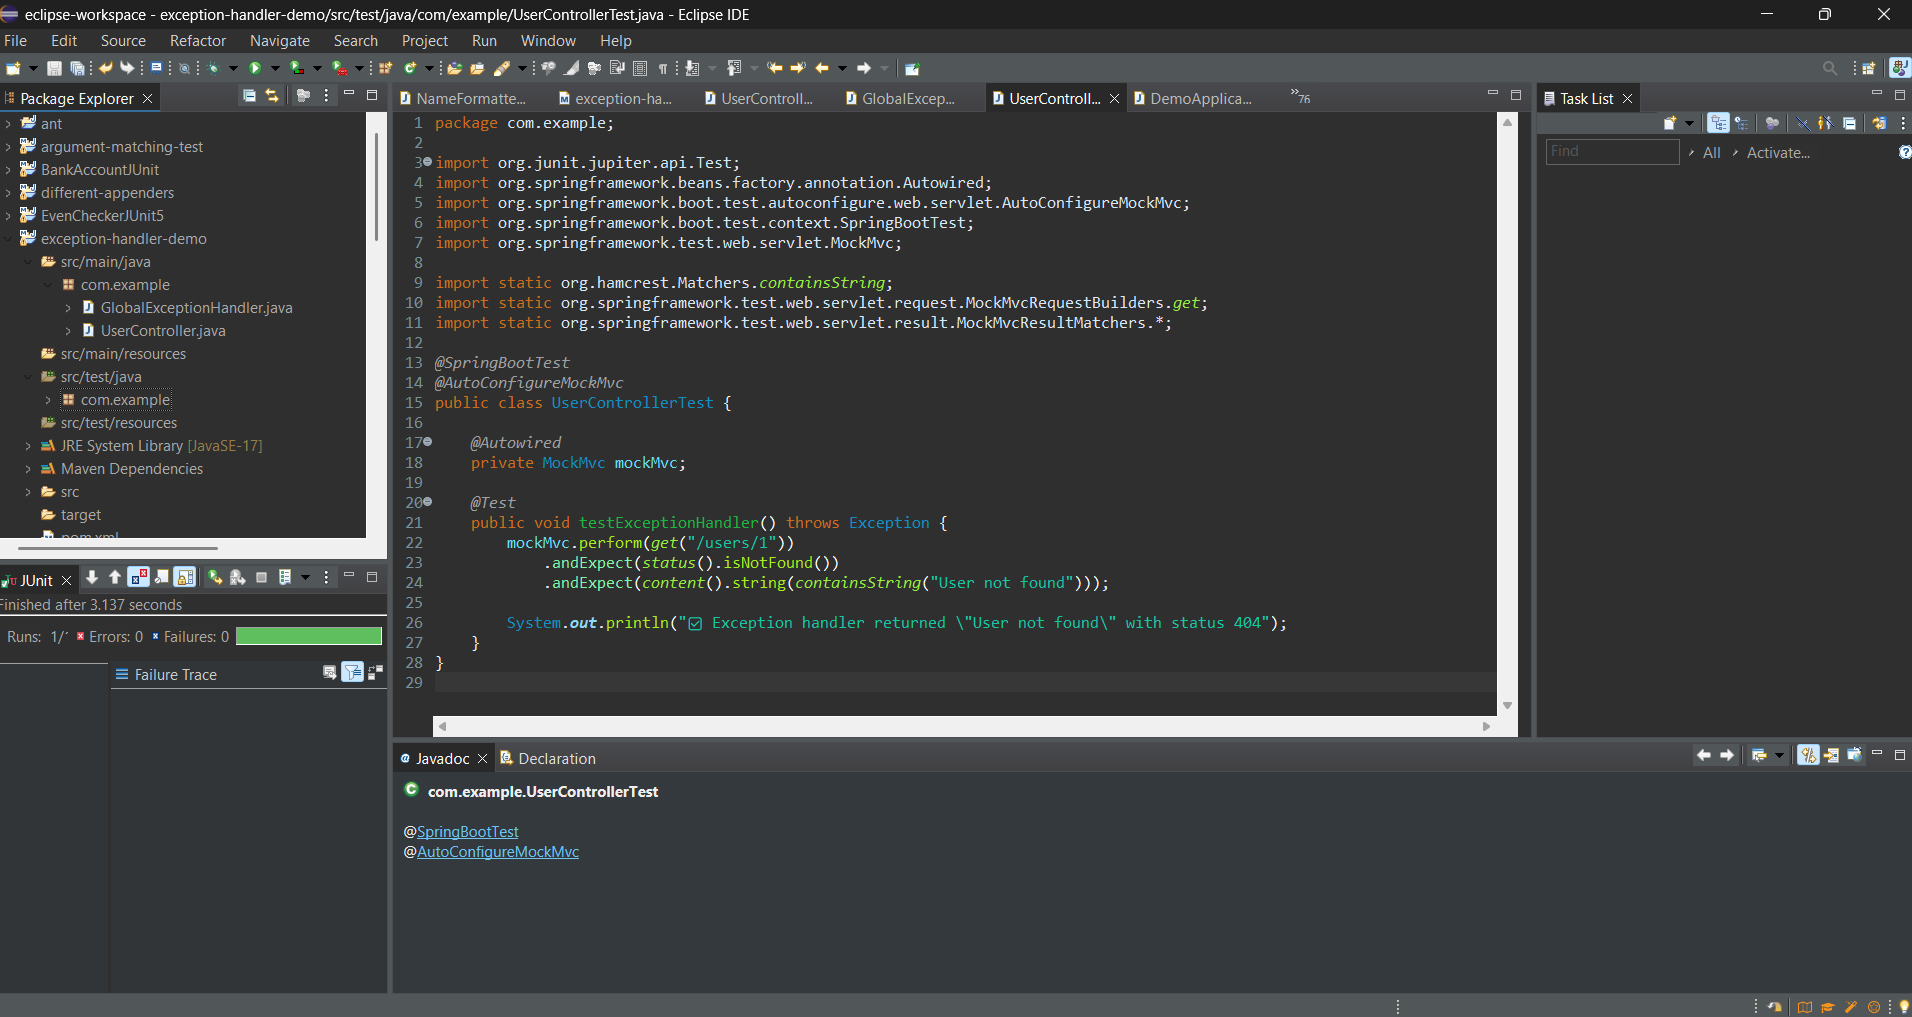 eclipse-workspace - exception-handler-demo/src/test/java/com/example/UserControllerTest.java - Eclipse IDE
File Edit Source Refactor Navigate Search Project Run Window Help
Package Explorer
ant
argument-matching-test
BankAccountJUnit
different-appenders
EvenCheckerJUnit5
exception-handler-demo
src/main/java
com.example
GlobalExceptionHandler.java
UserController.java
src/main/resources
src/test/java
com.example
src/test/resources
JRE System Library [JavaSE-17]
Maven Dependencies
src
target
pom.xml
JUnit
Finished after 3.137 seconds
Runs: 1/1 Errors: 0 Failures: 0
Failure Trace
NameFormatte... exception-ha... UserControll... GlobalExcep... UserControll... DemoApplica... »76
1 package com.example;
2
3 import org.junit.jupiter.api.Test;
4 import org.springframework.beans.factory.annotation.Autowired;
5 import org.springframework.boot.test.autoconfigure.web.servlet.AutoConfigureMockMvc;
6 import org.springframework.boot.test.context.SpringBootTest;
7 import org.springframework.test.web.servlet.MockMvc;
8
9 import static org.hamcrest.Matchers.containsString;
10 import static org.springframework.test.web.servlet.request.MockMvcRequestBuilders.get;
11 import static org.springframework.test.web.servlet.result.MockMvcResultMatchers.*;
12
13 @SpringBootTest
14 @AutoConfigureMockMvc
15 public class UserControllerTest {
16
17 @Autowired
18 private MockMvc mockMvc;
19
20 @Test
21 public void testExceptionHandler() throws Exception {
22 mockMvc.perform(get("/users/1"))
23 .andExpect(status().isNotFound())
24 .andExpect(content().string(containsString("User not found")));
25
26 System.out.println("☑ Exception handler returned \"User not found\" with status 404");
27 }
28 }
29
Task List
Find All Activate...
Javadoc Declaration
com.example.UserControllerTest
@SpringBootTest
@AutoConfigureMockMvc